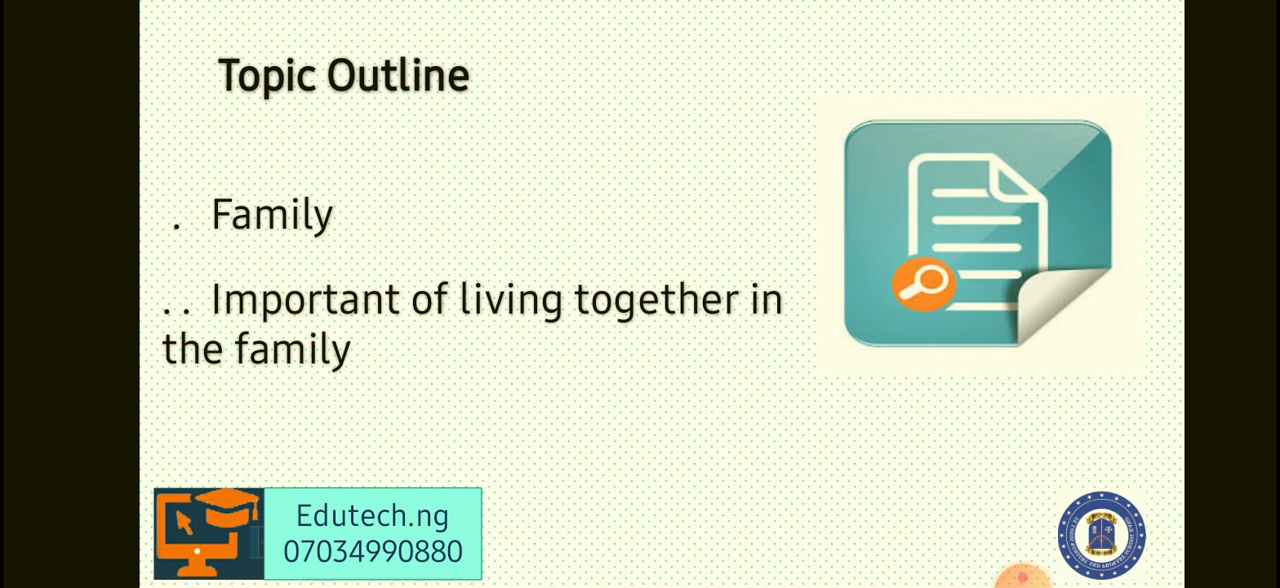 Topic Outline
. Family
. . Important of living together in
the family
Edutech.ng
07034990880